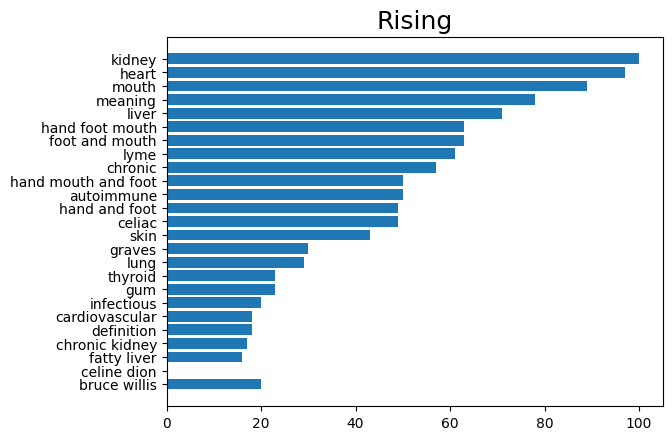 Rising
kidney
heart
mouth
meaning
liver
hand foot mouth
foot and mouth
lyme
chronic
hand mouth and foot
autoimmune
hand and foot
celiac
skin
graves
lung
thyroid
gum
infectious
cardiovascular
definition
chronic kidney
fatty liver
celine dion
bruce willis
0 20 40 60 80 100